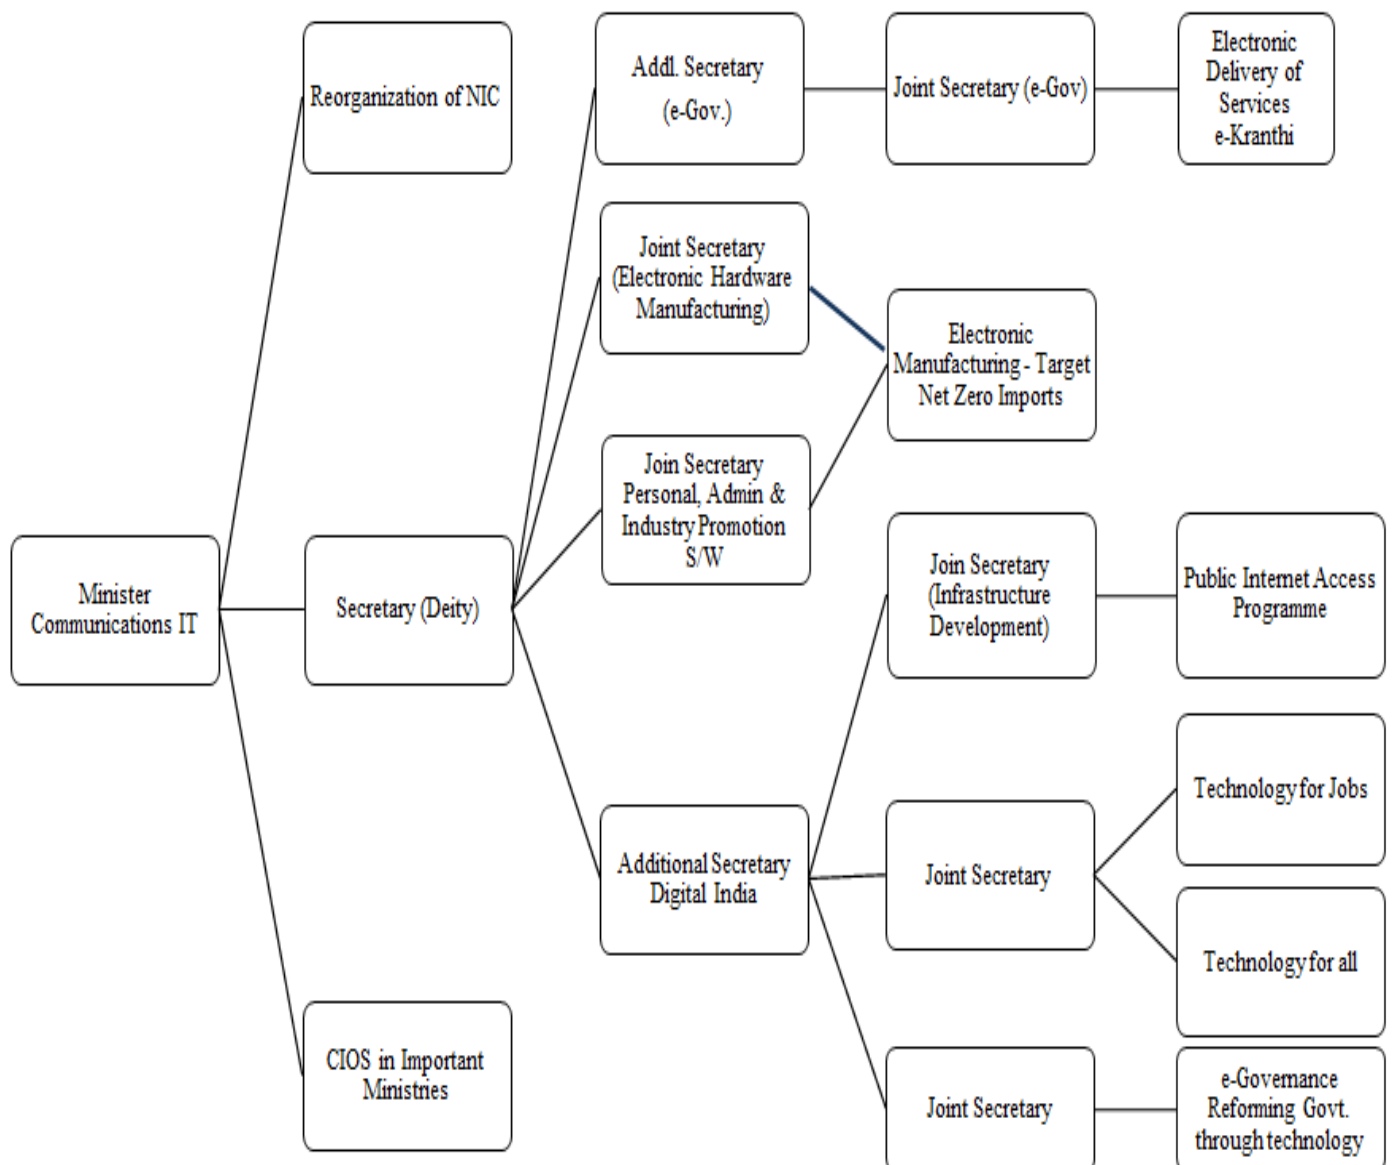 Reorganization of NIC
Addl. Secretary
(e-Gov.)
Joint Secretary (e-Gov)
Electronic
Delivery of
Services
e-Kranthi
Joint Secretary
(Electronic Hardware
Manufacturing)
Electronic
Manufacturing - Target
Net Zero Imports
Join Secretary
Personal, Admin &
Industry Promotion
S/W
Minister
Communications IT
Secretary (Deity)
Join Secretary
(Infrastructure
Development)
Public Internet Access
Programme
Additional Secretary
Digital India
Joint Secretary
Technology for Jobs
Technology for all
CIOS in Important
Ministries
Joint Secretary
e-Governance
Reforming Govt.
through technology